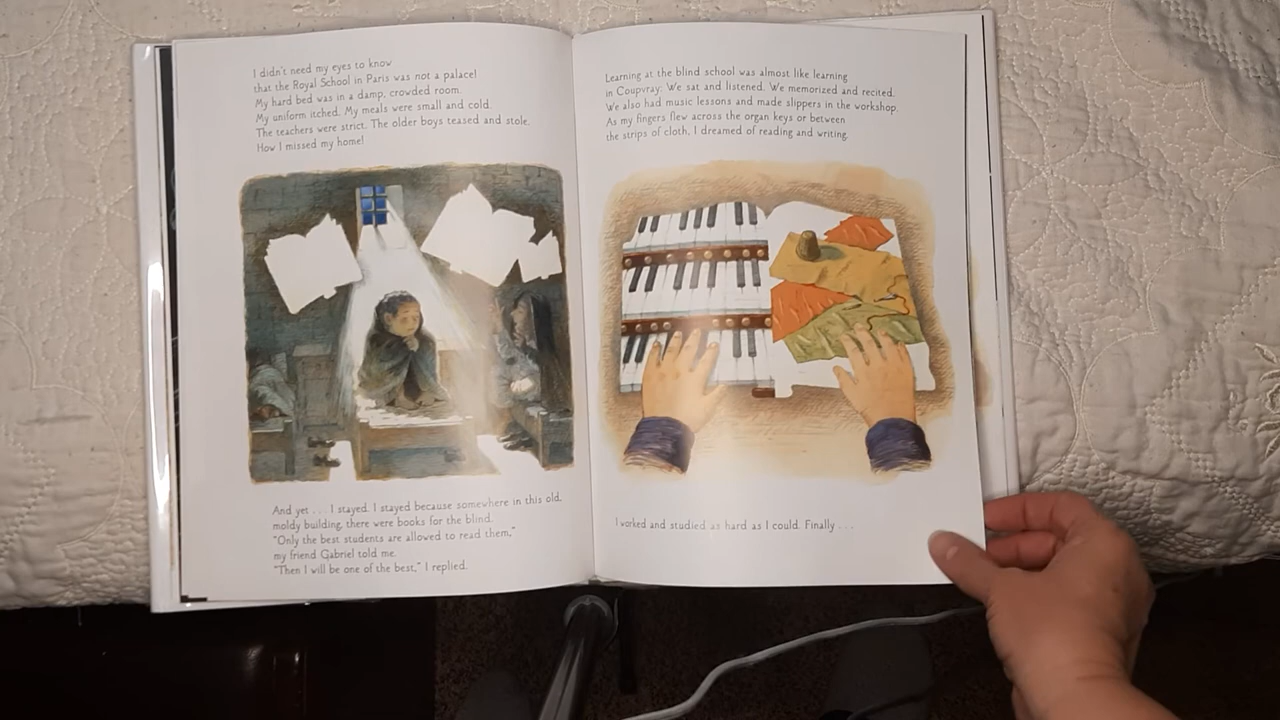 I didn't need my eyes to know
that the Royal School in Paris was not a palace!
My hard bed was in a damp, crowded room.
My uniform itched. My meals were small and cold.
The teachers were strict. The older boys teased and stole.
How I missed my home!
And yet . . . I stayed. I stayed because somewhere in this old,
moldy building, there were books for the blind.
"Only the best students are allowed to read them,"
my friend Gabriel told me.
"Then I will be one of the best," I replied.
Learning at the blind school was almost like learning
in Coupvray: We sat and listened. We memorized and recited.
We also had music lessons and made slippers in the workshop.
As my fingers flew across the organ keys or between
the strips of cloth, I dreamed of reading and writing.
I worked and studied as hard as I could. Finally . . .